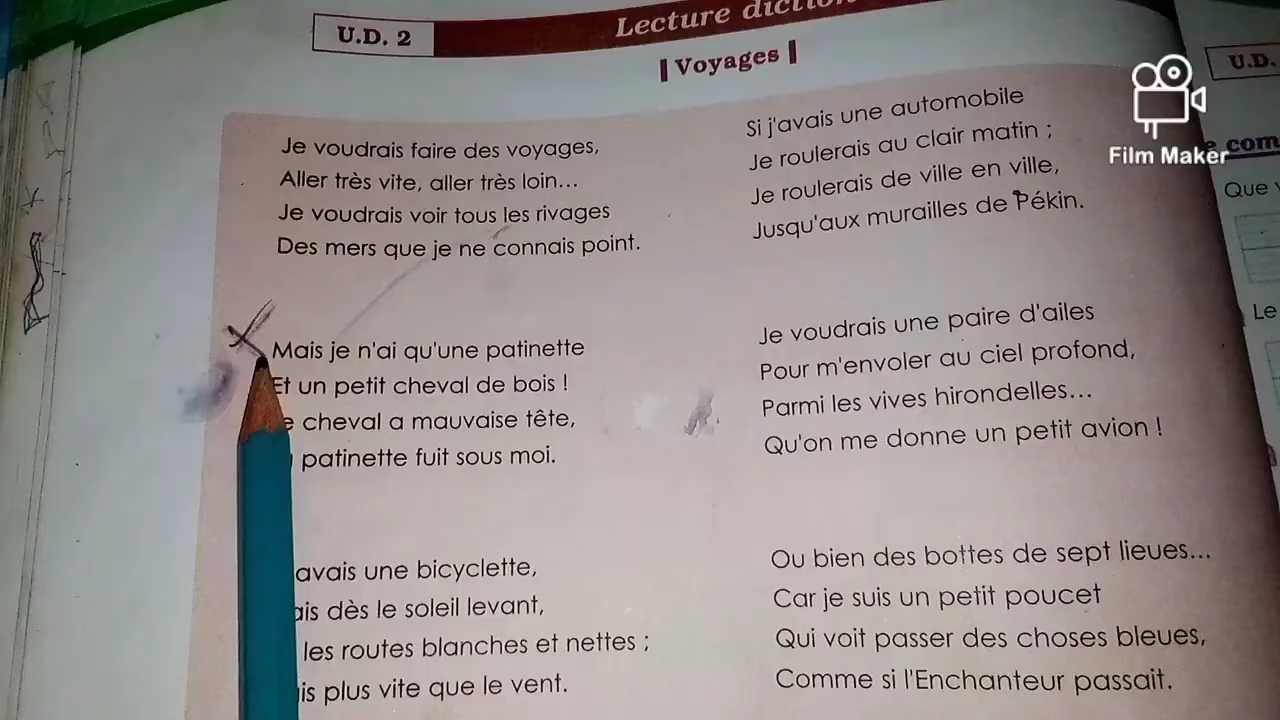 U.D. 2
Lecture
Voyages
Je voudrais faire des voyages,
Aller très vite, aller très loin...
Je voudrais voir tous les rivages
Des mers que je ne connais point.
Mais je n'ai qu'une patinette
Et un petit cheval de bois !
cheval a mauvaise tête,
patinette fuit sous moi.
avais une bicyclette,
dès le soleil levant,
les routes blanches et nettes ;
plus vite que le vent.
Si j'avais une automobile
Je roulerais au clair matin ;
Je roulerais de ville en ville,
Jusqu'aux murailles de Pékin.
Je voudrais une paire d'ailes
Pour m'envoler au ciel profond,
Parmi les vives hirondelles...
Qu'on me donne un petit avion !
Ou bien des bottes de sept lieues...
Car je suis un petit poucet
Qui voit passer des choses bleues,
Comme si l'Enchanteur passait.
Film Maker
U.D.
com
Que
Le